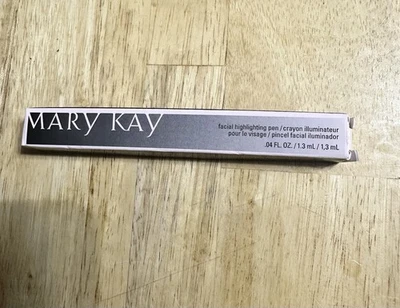 MARY KAY
facial highlighting pen / crayon illuminateur
pour le visage / pincel facial iluminador
.04 FL. OZ. / 1.3 mL / 1,3 mL